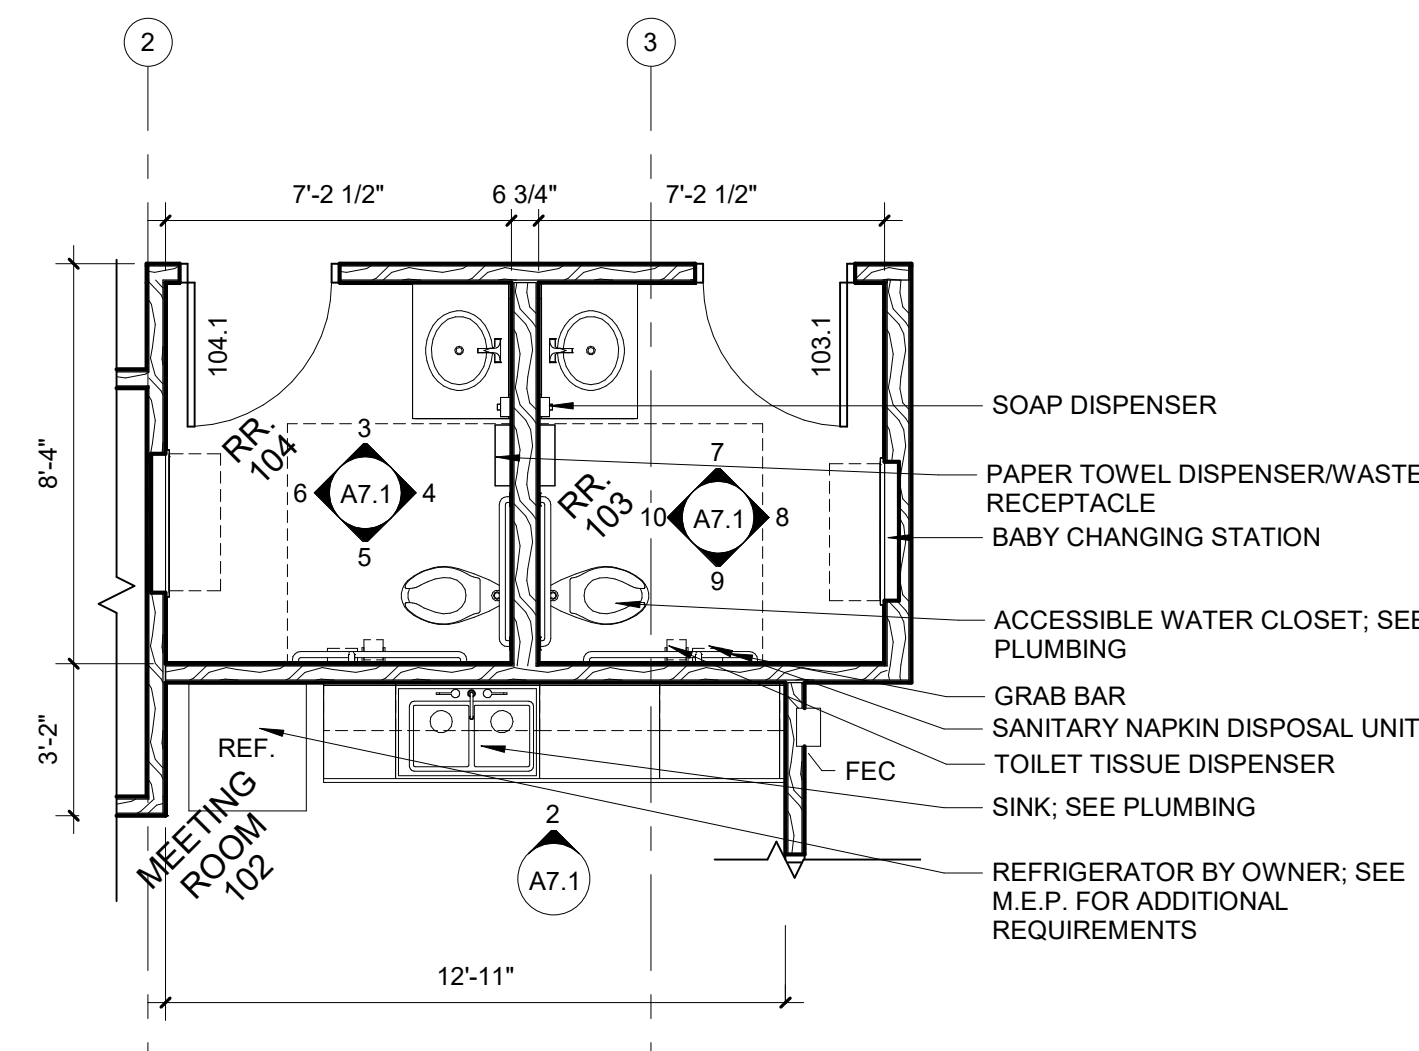 2
3
7'-2 1/2"
6 3/4"
7'-2 1/2"
104.1
103.1
8'-4"
SOAP DISPENSER
RR.
104
3
6
A7.1
4
5
PAPER TOWEL DISPENSER/WASTE
RECEPTACLE
RR.
103
7
10
A7.1
8
9
BABY CHANGING STATION
ACCESSIBLE WATER CLOSET; SEE
PLUMBING
GRAB BAR
SANITARY NAPKIN DISPOSAL UNIT
TOILET TISSUE DISPENSER
3'-2"
REF.
FEC
SINK; SEE PLUMBING
MEETING
ROOM
102
2
A7.1
REFRIGERATOR BY OWNER; SEE
M.E.P. FOR ADDITIONAL
REQUIREMENTS
12'-11"